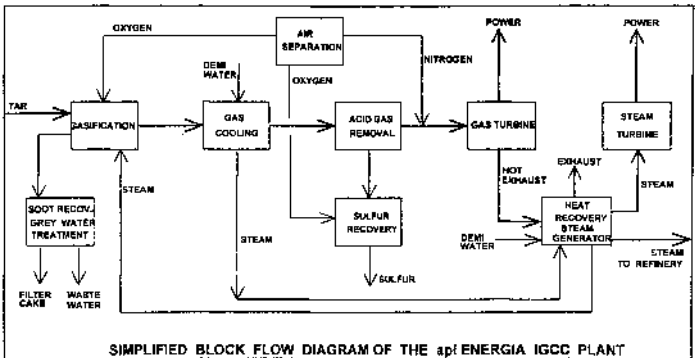 POWER
POWER
OXYGEN
AIR
SEPARATION
DEMI
WATER
OXYGEN
NITROGEN
TAR
GASIFICATION
GAS
COOLING
ACID GAS
REMOVAL
GAS TURBINE
STEAM
TURBINE
STEAM
HOT
EXHAUST
EXHAUST
STEAM
SOOT RECOV.
GREY WATER
TREATMENT
STEAM
SULFUR
RECOVERY
HEAT
RECOVERY
STEAM
GENERATOR
DEMI
WATER
STEAM
TO REFINERY
FILTER
CAKE
WASTE
WATER
SULFUR
SIMPLIFIED BLOCK FLOW DIAGRAM OF THE api ENERGIA IGCC PLANT